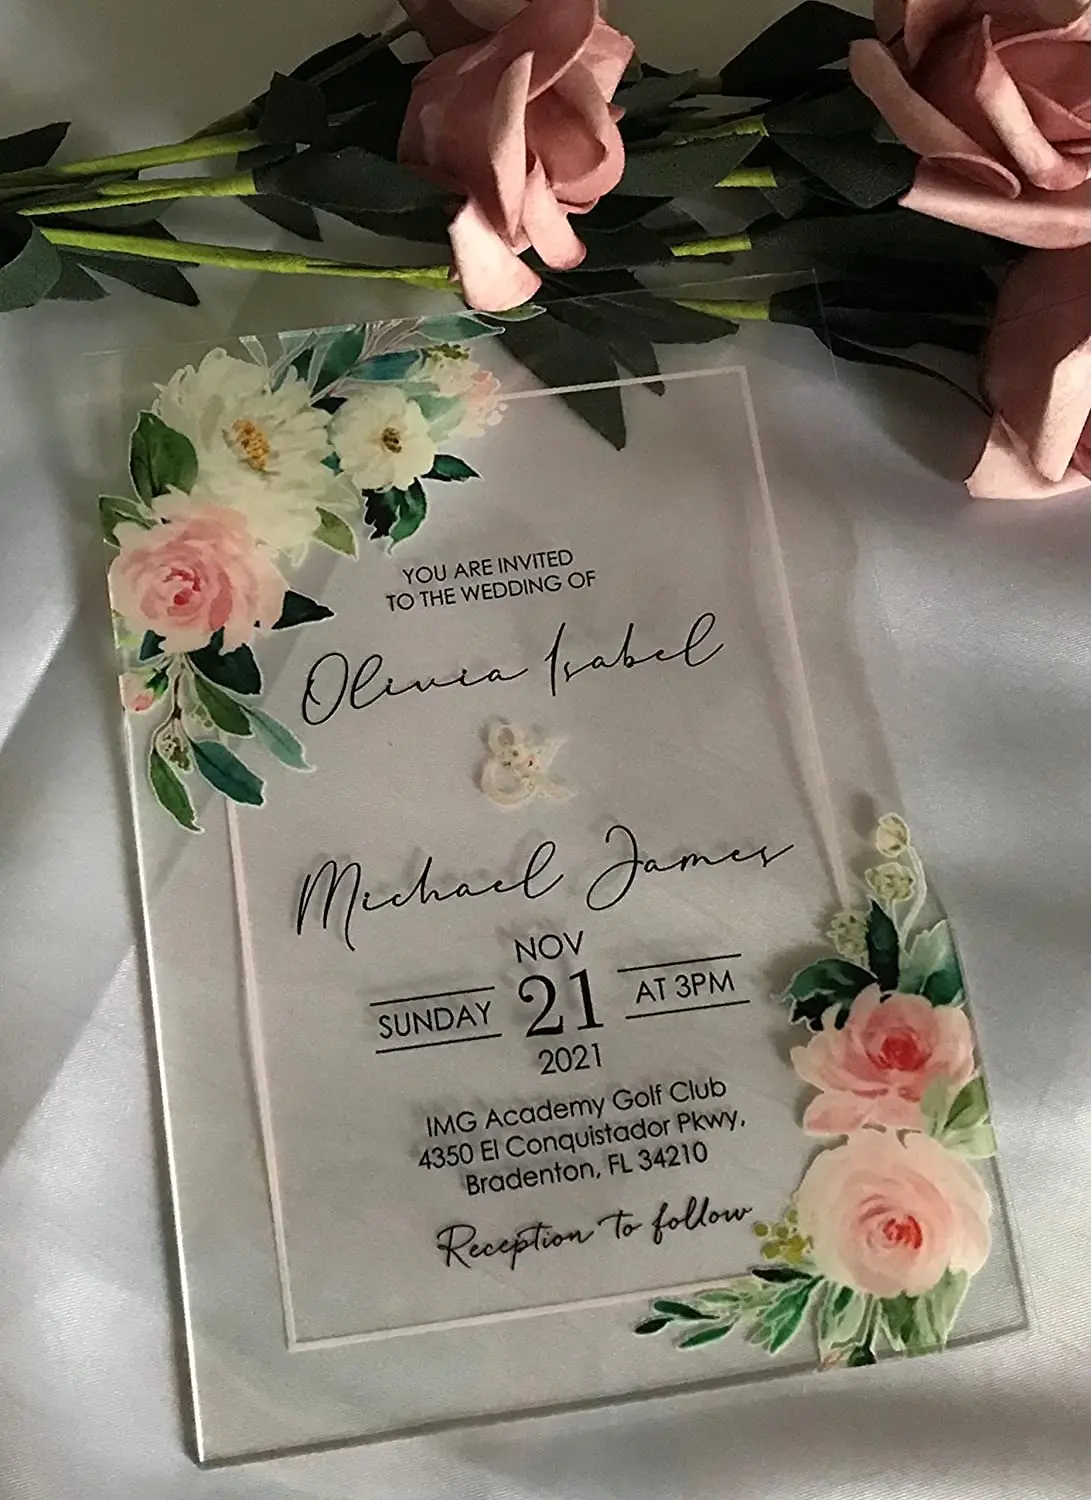 YOU ARE INVITED
TO THE WEDDING OF
Olivia Isabel
&
Michael James
NOV
SUNDAY 21 AT 3PM
2021
IMG Academy Golf Club
4350 El Conquistador Pkwy,
Bradenton, FL 34210
Reception to follow